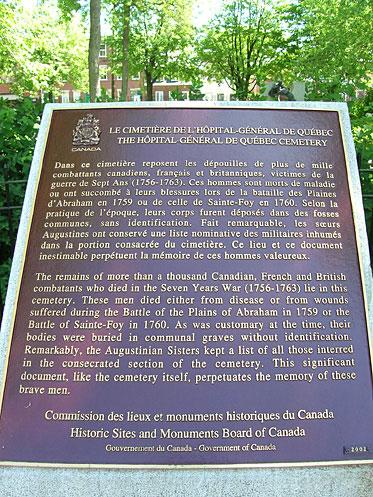 CANADA
LE CIMETIÈRE DE L'HÔPITAL-GÉNÉRAL DE QUÉBEC
THE HÔPITAL-GÉNÉRAL DE QUÉBEC CEMETERY
Dans ce cimetière reposent les dépouilles de plus de mille
combattants canadiens, français et britanniques, victimes de la
guerre de Sept Ans (1756-1763). Ces hommes sont morts de maladie
ou ont succombé à leurs blessures lors de la bataille des Plaines
d'Abraham en 1759 ou de celle de Sainte-Foy en 1760. Selon la
pratique de l'époque, leurs corps furent déposés dans des fosses
communes, sans identification. Fait remarquable, les sœurs
Augustines ont conservé une liste nominative des militaires inhumés
dans la portion consacrée du cimetière. Ce lieu et ce document
inestimable perpétuent la mémoire de ces hommes valeureux.
The remains of more than a thousand Canadian, French and British
combatants who died in the Seven Years War (1756-1763) lie in this
cemetery. These men died either from disease or from wounds
suffered during the Battle of the Plains of Abraham in 1759 or the
Battle of Sainte-Foy in 1760. As was customary at the time, their
bodies were buried in communal graves without identification.
Remarkably, the Augustinian Sisters kept a list of all those interred
in the consecrated section of the cemetery. This significant
document, like the cemetery itself, perpetuates the memory of these
brave men.
Commission des lieux et monuments historiques du Canada
Historic Sites and Monuments Board of Canada
Gouvernement du Canada - Government of Canada
2002